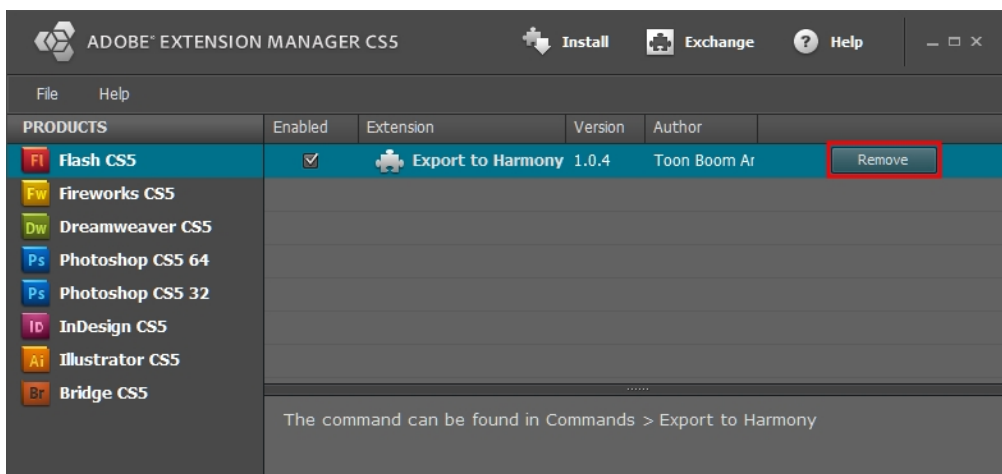 ADOBE® EXTENSION MANAGER CS5 Install Exchange ? Help
File Help
PRODUCTS Enabled Extension Version Author
Fl Flash CS5 Export to Harmony 1.0.4 Toon Boom Ar Remove
Fw Fireworks CS5
Dw Dreamweaver CS5
Ps Photoshop CS5 64
Ps Photoshop CS5 32
ID InDesign CS5
Ai Illustrator CS5
Br Bridge CS5
The command can be found in Commands > Export to Harmony